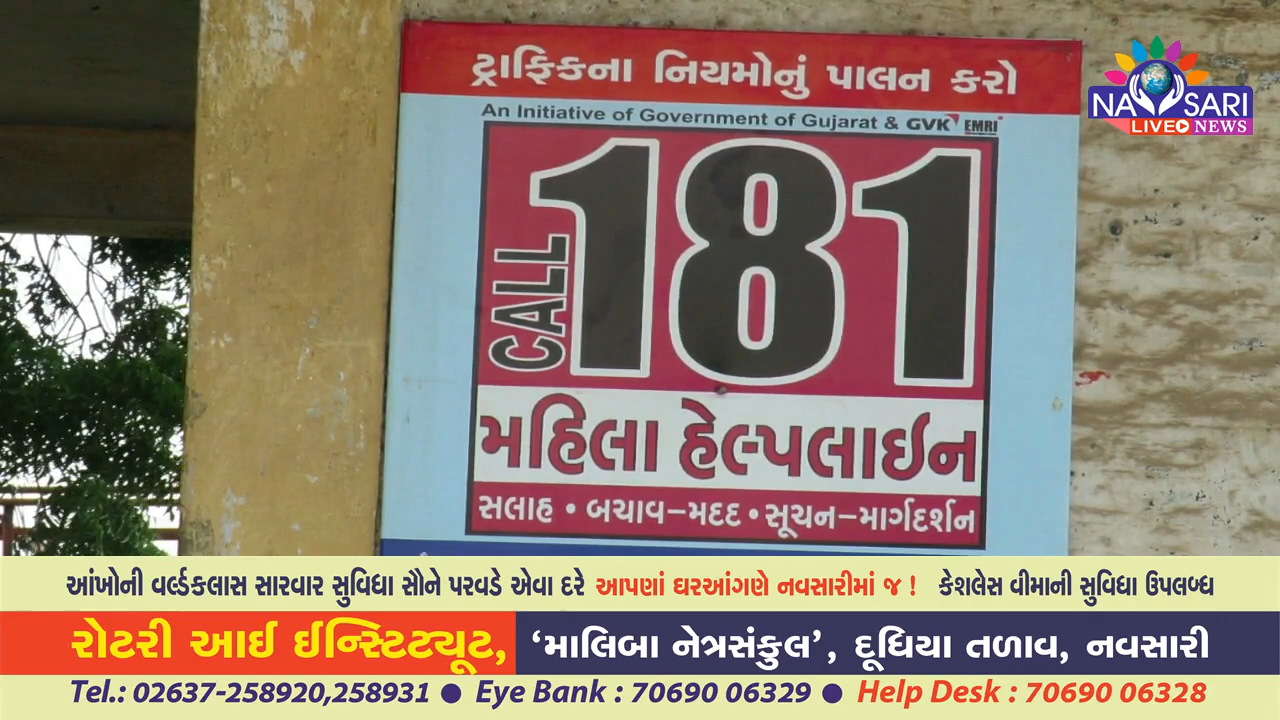 ટ્રાફિકના નિયમોનું પાલન કરો
NAVSARI
LIVE NEWS
An Initiative of Government of Gujarat & GVK EMRI
CALL 181
મહિલા હેલ્પલાઇન
સલાહ • બચાવ-મદદ • સૂચન-માર્ગદર્શન
આંખોની વર્લ્ડકલાસ સારવાર સુવિધા સૌને પરવડે એવા દરે આપણાં ઘરઆંગણે નવસારીમાં જ ! કેશલેસ વીમાની સુવિધા ઉપલબ્ધ
રોટરી આઈ ઈન્સ્ટિટ્યૂટ, ‘માલિબા નેત્રસંકુલ’, દૂધિયા તળાવ, નવસારી
Tel.: 02637-258920,258931 ● Eye Bank : 70690 06329 ● Help Desk : 70690 06328